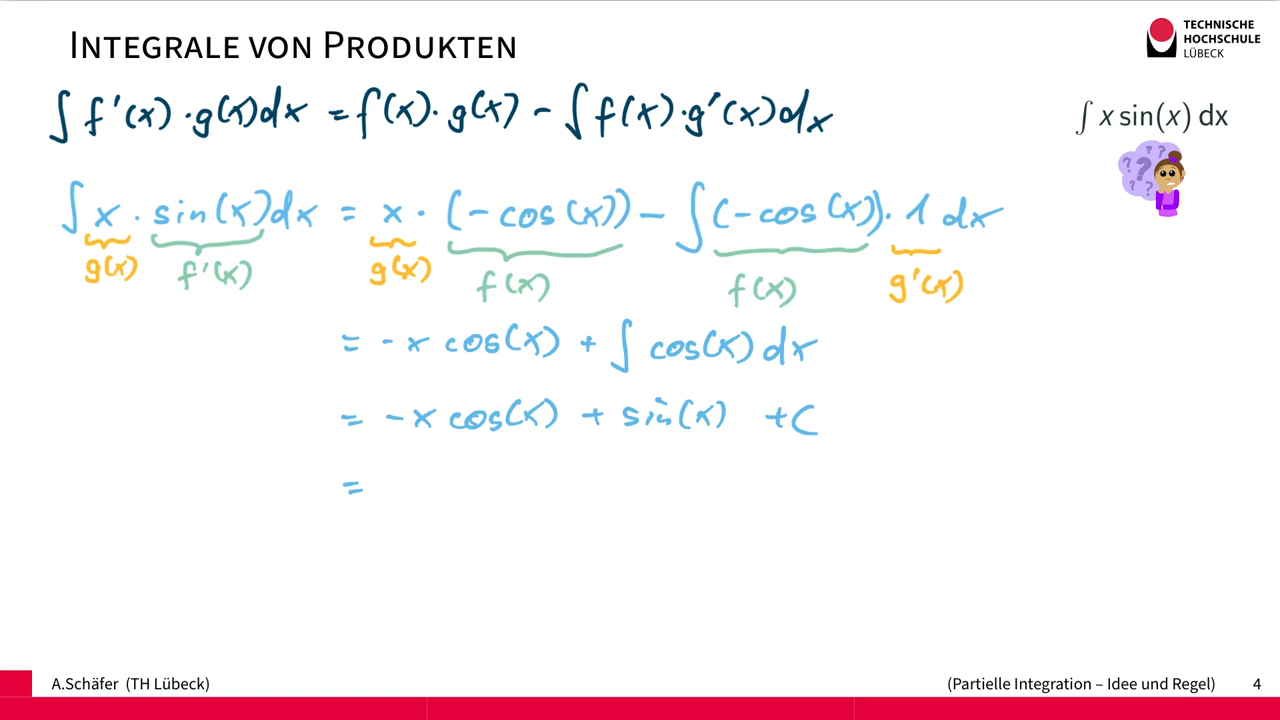 INTEGRALE VON PRODUKTEN
TECHNISCHE
HOCHSCHULE
LÜBECK
∫ f'(x) · g(x) dx = f(x) · g(x) − ∫ f(x) · g'(x) dx
∫ x sin(x) dx
? ? ? ? ?
∫ x · sin(x) dx = x · (−cos(x)) − ∫ (−cos(x)) · 1 dx
g(x) f'(x) g(x) f(x) f(x) g'(x)
= −x cos(x) + ∫ cos(x) dx
= −x cos(x) + sin(x) + C
=
A.Schäfer (TH Lübeck) (Partielle Integration – Idee und Regel) 4